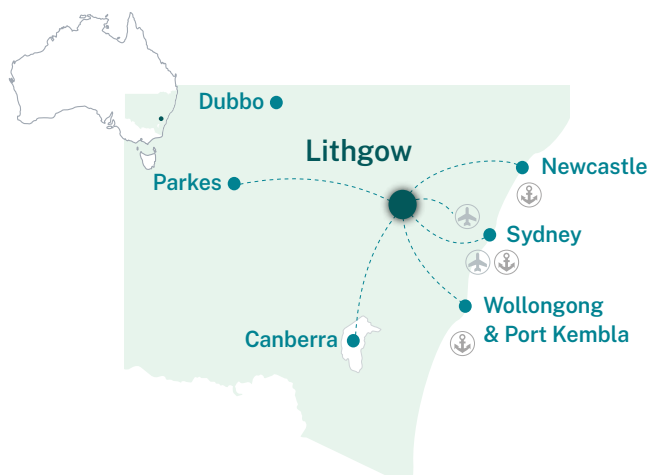 Dubbo
Lithgow
Newcastle
Parkes
Sydney
Wollongong
& Port Kembla
Canberra